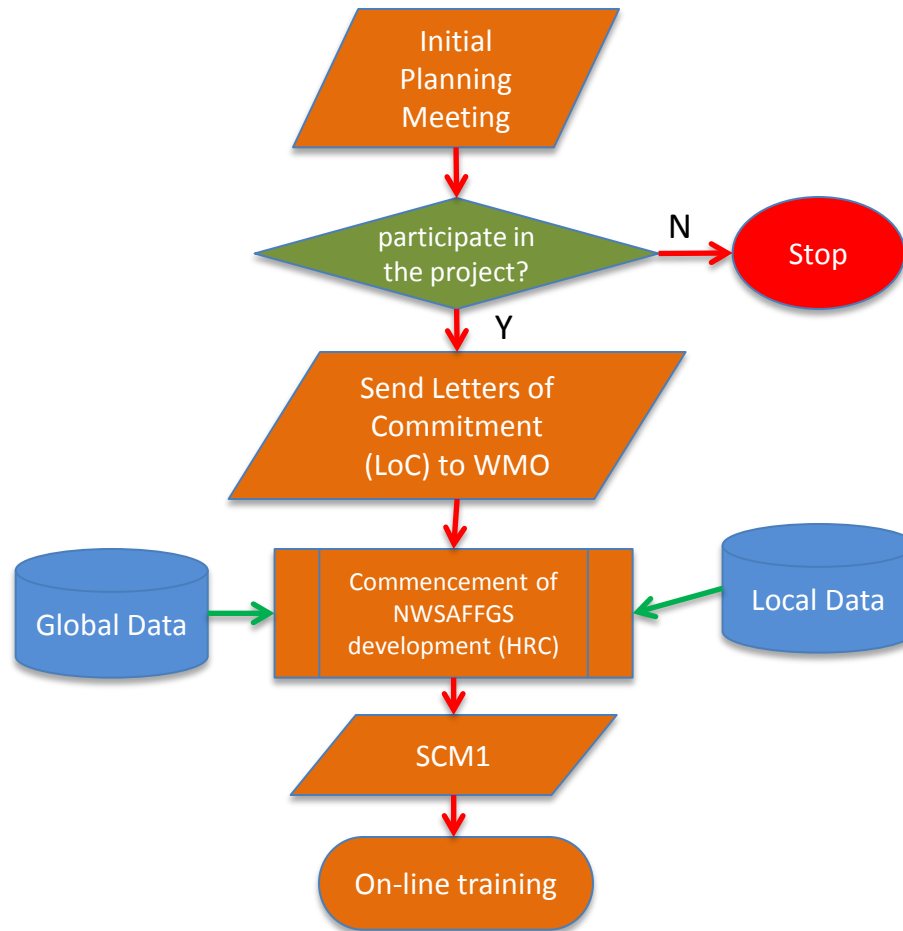 Initial
Planning
Meeting
participate in
the project?
N
Stop
Y
Send Letters of
Commitment
(LoC) to WMO
Global Data
Commencement of
NWSAFFGS
development (HRC)
Local Data
SCM1
On-line training